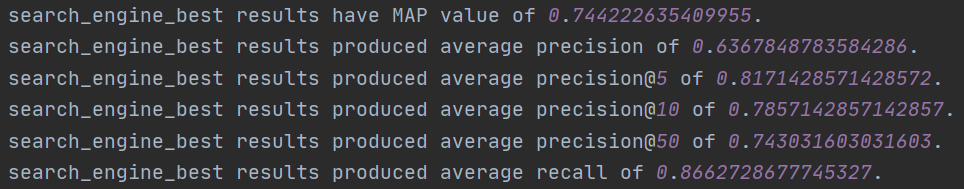 search_engine_best results have MAP value of 0.744222635409955.
search_engine_best results produced average precision of 0.6367848783584286.
search_engine_best results produced average precision@5 of 0.8171428571428572.
search_engine_best results produced average precision@10 of 0.7857142857142857.
search_engine_best results produced average precision@50 of 0.743031603031603.
search_engine_best results produced average recall of 0.8662728677745327.